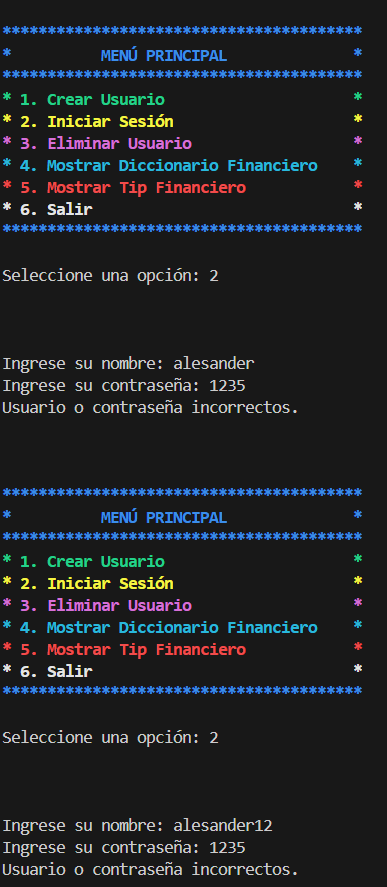 ****************************************
*          MENÚ PRINCIPAL              *
****************************************
* 1. Crear Usuario                     *
* 2. Iniciar Sesión                    *
* 3. Eliminar Usuario                  *
* 4. Mostrar Diccionario Financiero    *
* 5. Mostrar Tip Financiero            *
* 6. Salir                             *
****************************************
Seleccione una opción: 2
Ingrese su nombre: alesander
Ingrese su contraseña: 1235
Usuario o contraseña incorrectos.
****************************************
*          MENÚ PRINCIPAL              *
****************************************
* 1. Crear Usuario                     *
* 2. Iniciar Sesión                    *
* 3. Eliminar Usuario                  *
* 4. Mostrar Diccionario Financiero    *
* 5. Mostrar Tip Financiero            *
* 6. Salir                             *
****************************************
Seleccione una opción: 2
Ingrese su nombre: alesander12
Ingrese su contraseña: 1235
Usuario o contraseña incorrectos.